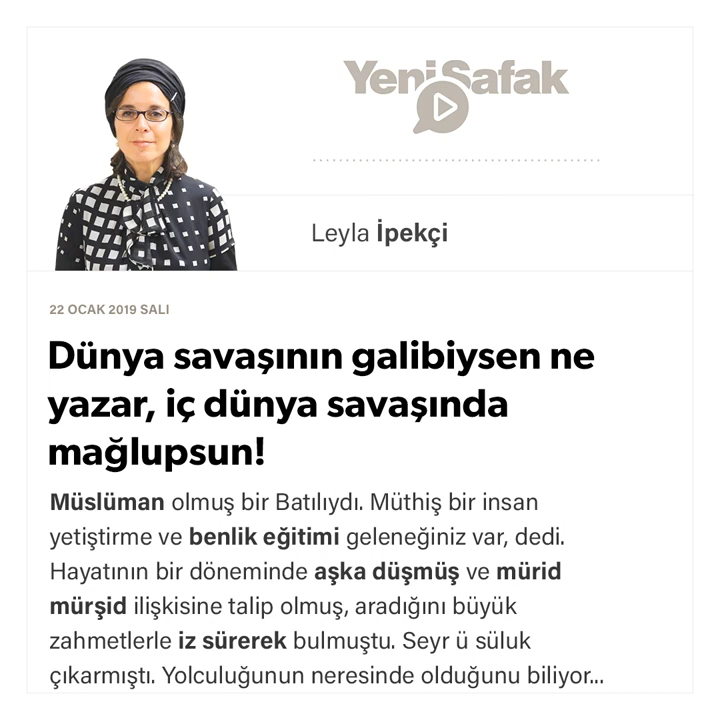 Yeni Şafak
Leyla İpekçi
22 OCAK 2019 SALI
Dünya savaşının galibiysen ne
yazar, iç dünya savaşında
mağlupsun!
Müslüman olmuş bir Batılıydı. Müthiş bir insan
yetiştirme ve benlik eğitimi geleneğiniz var, dedi.
Hayatının bir döneminde aşka düşmüş ve mürid
mürşid ilişkisine talip olmuş, aradığını büyük
zahmetlerle iz sürerek bulmuştu. Seyr ü süluk
çıkarmıştı. Yolculuğunun neresinde olduğunu biliyor...